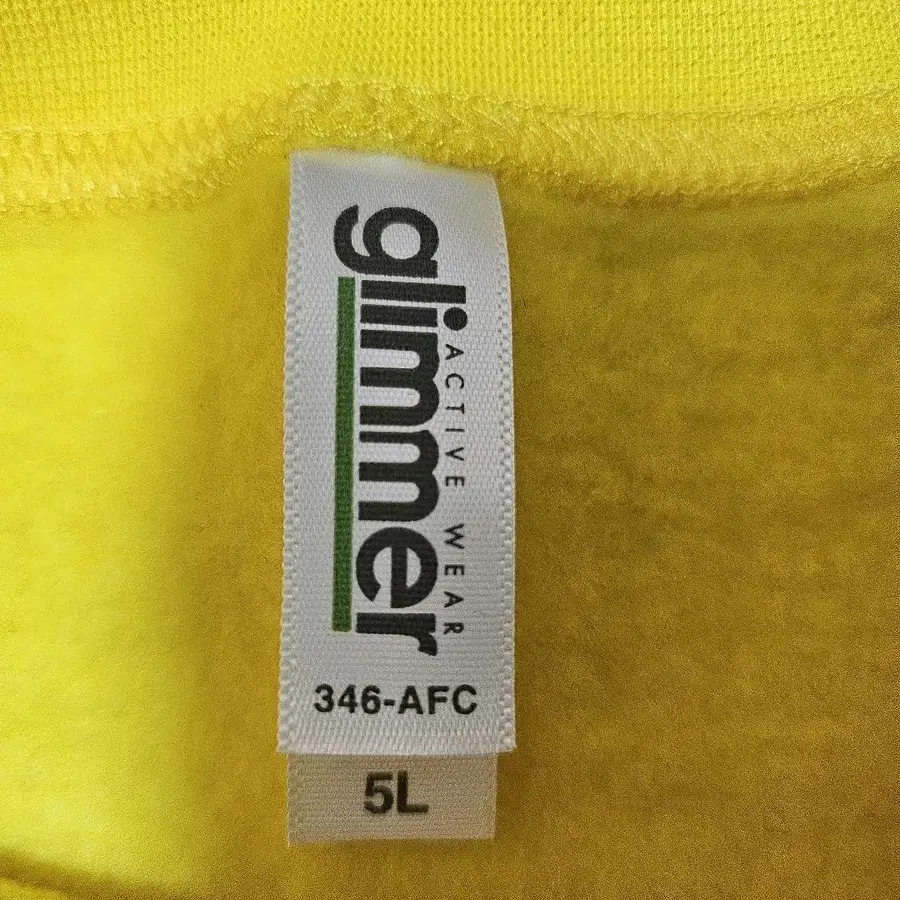 ACTIVE WEAR
glimmer
346-AFC
5L